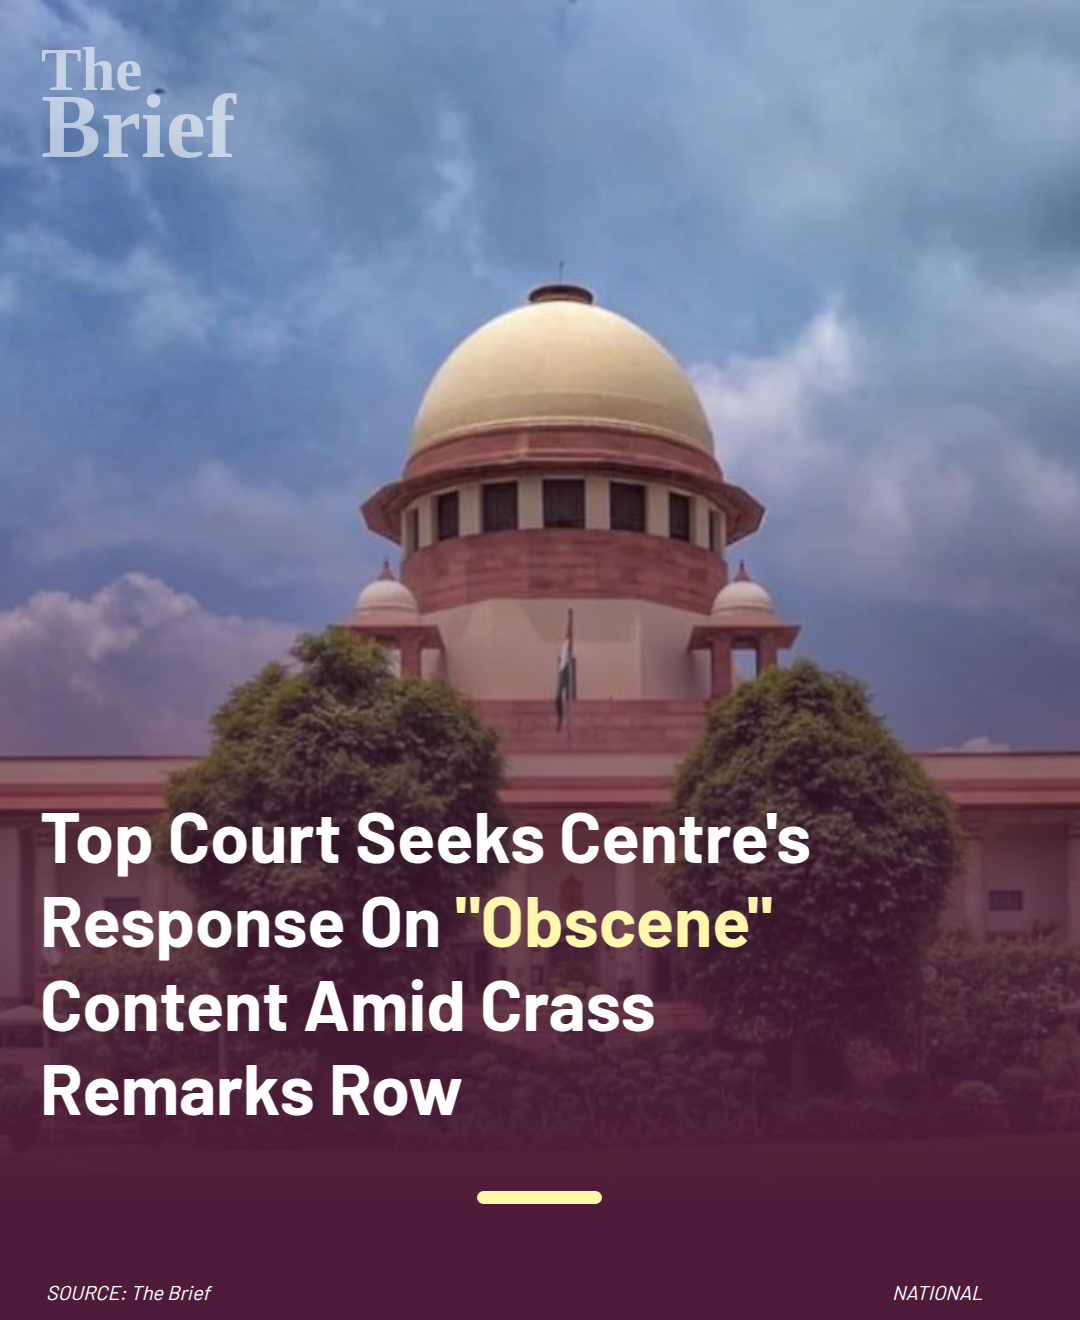 The
Brief
Top Court Seeks Centre's
Response On "Obscene"
Content Amid Crass
Remarks Row
SOURCE: The Brief
NATIONAL